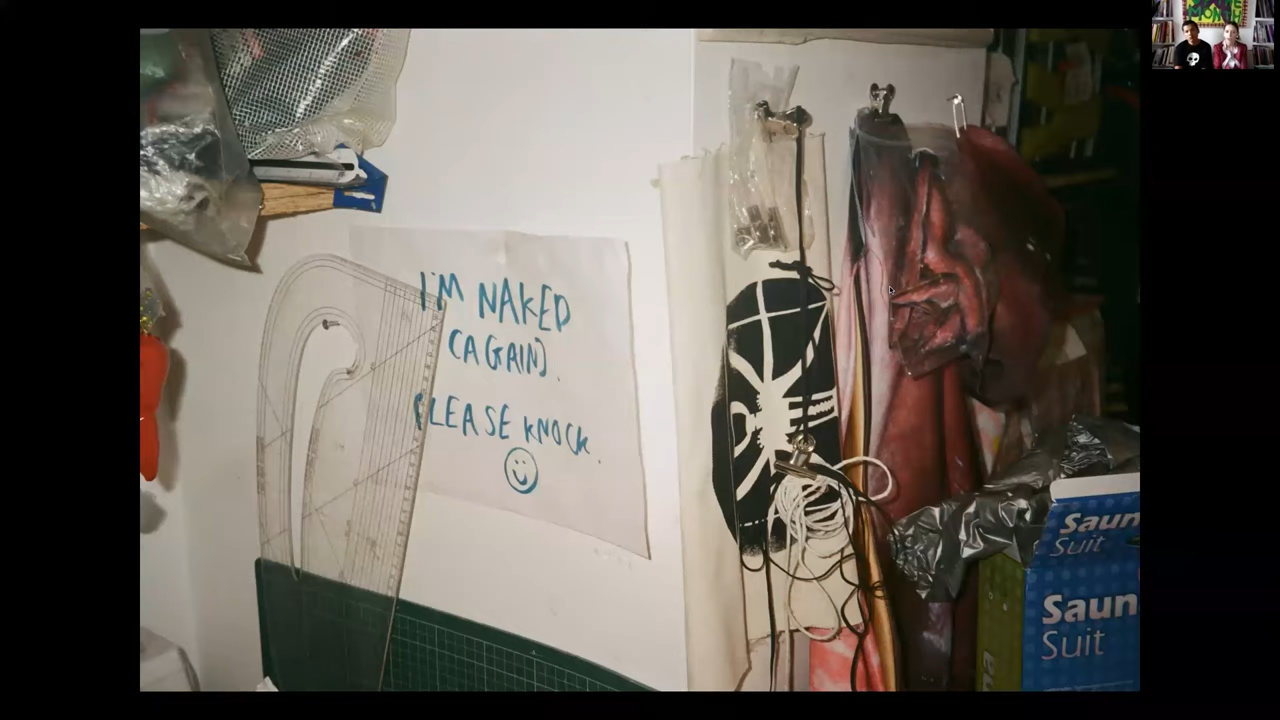 I'M NAKED
(AGAIN).
PLEASE KNOCK.
Saun
Suit
Saun
Suit